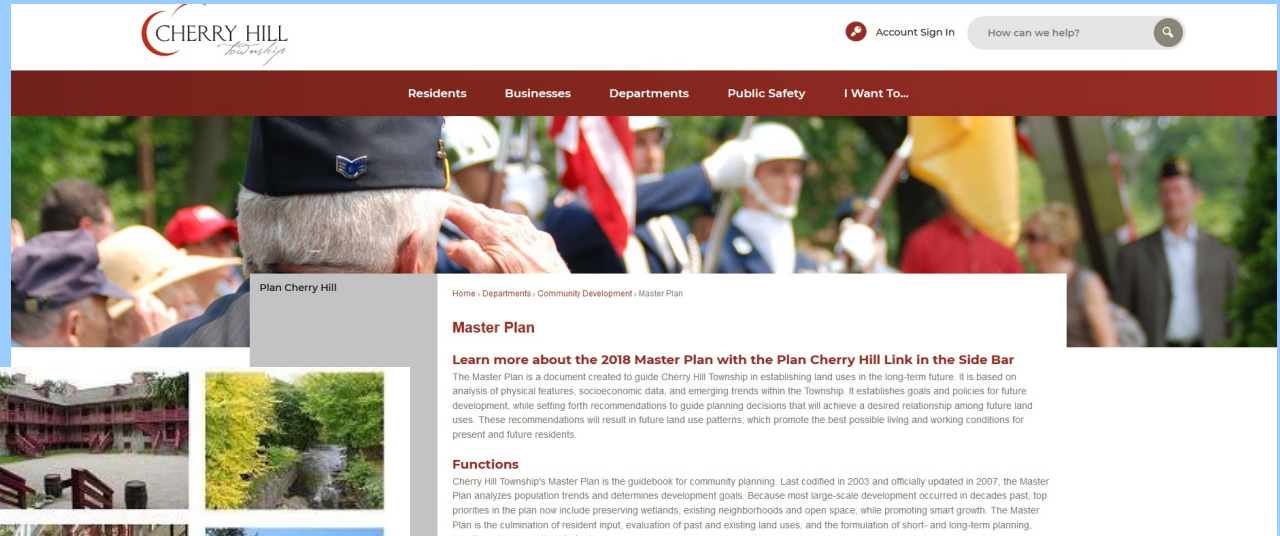 CHERRY HILL
Township
Account Sign In
How can we help?
Residents Businesses Departments Public Safety I Want To...
Plan Cherry Hill
Home › Departments › Community Development › Master Plan
Master Plan
Learn more about the 2018 Master Plan with the Plan Cherry Hill Link in the Side Bar
The Master Plan is a document created to guide Cherry Hill Township in establishing land uses in the long-term future. It is based on
analysis of physical features, socioeconomic data, and emerging trends within the Township. It establishes goals and policies for future
development, while setting forth recommendations to guide planning decisions that will achieve a desired relationship among future land
uses. These recommendations will result in future land use patterns, which promote the best possible living and working conditions for
present and future residents.
Functions
Cherry Hill Township's Master Plan is the guidebook for community planning. Last codified in 2003 and officially updated in 2007, the Master
Plan analyzes population trends and determines development goals. Because most large-scale development occurred in decades past, top
priorities in the plan now include preserving wetlands, existing neighborhoods and open space, while promoting smart growth. The Master
Plan is the culmination of resident input, evaluation of past and existing land uses, and the formulation of short- and long-term planning,